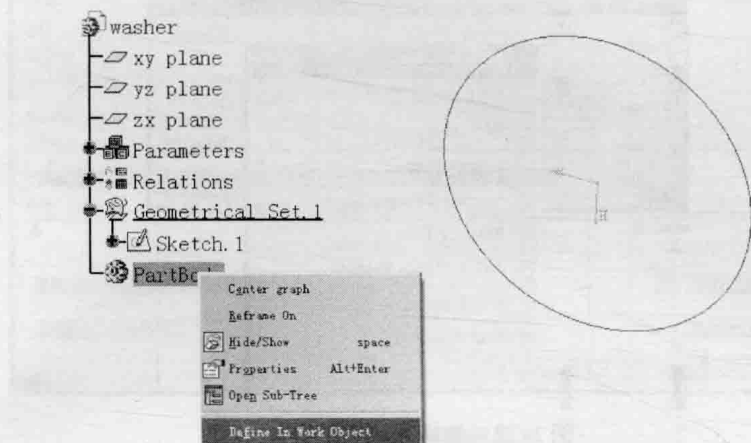 washer
xy plane
yz plane
zx plane
Parameters
Relations
Geometrical Set.1
Sketch.1
Center graph
Reframe On
Hide/Show space
Properties Alt+Enter
Open Sub-Tree
Define In Work Object
H